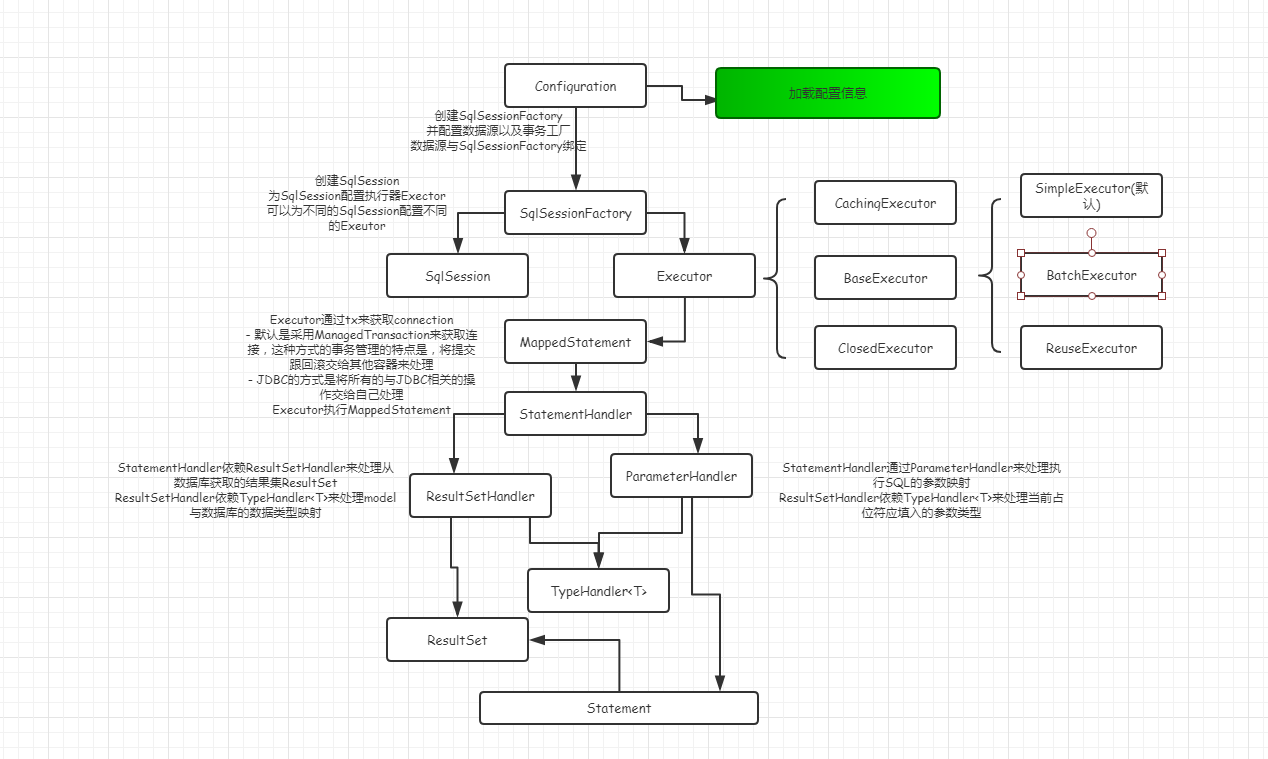 Configuration
加载配置信息
创建SqlSessionFactory
并配置数据源以及事务工厂
数据源与SqlSessionFactory绑定
创建SqlSession
为SqlSession配置执行器Exector
可以为不同的SqlSession配置不同
的Exeutor
SqlSessionFactory
SqlSession
Executor
CachingExecutor
BaseExecutor
ClosedExecutor
SimpleExecutor(默
认)
BatchExecutor
ReuseExecutor
Executor通过tx来获取connection
- 默认是采用ManagedTransaction来获取连
接，这种方式的事务管理的特点是，将提交
跟回滚交给其他容器来处理
- JDBC的方式是将所有的与JDBC相关的操
作交给自己处理
Executor执行MappedStatement
MappedStatement
StatementHandler
StatementHandler依赖ResultSetHandler来处理从
数据库获取的结果集ResultSet
ResultSetHandler依赖TypeHandler<T>来处理model
与数据库的数据类型映射
ResultSetHandler
ParameterHandler
StatementHandler通过ParameterHandler来处理执
行SQL的参数映射
ResultSetHandler依赖TypeHandler<T>来处理当前占
位符应填入的参数类型
TypeHandler<T>
ResultSet
Statement